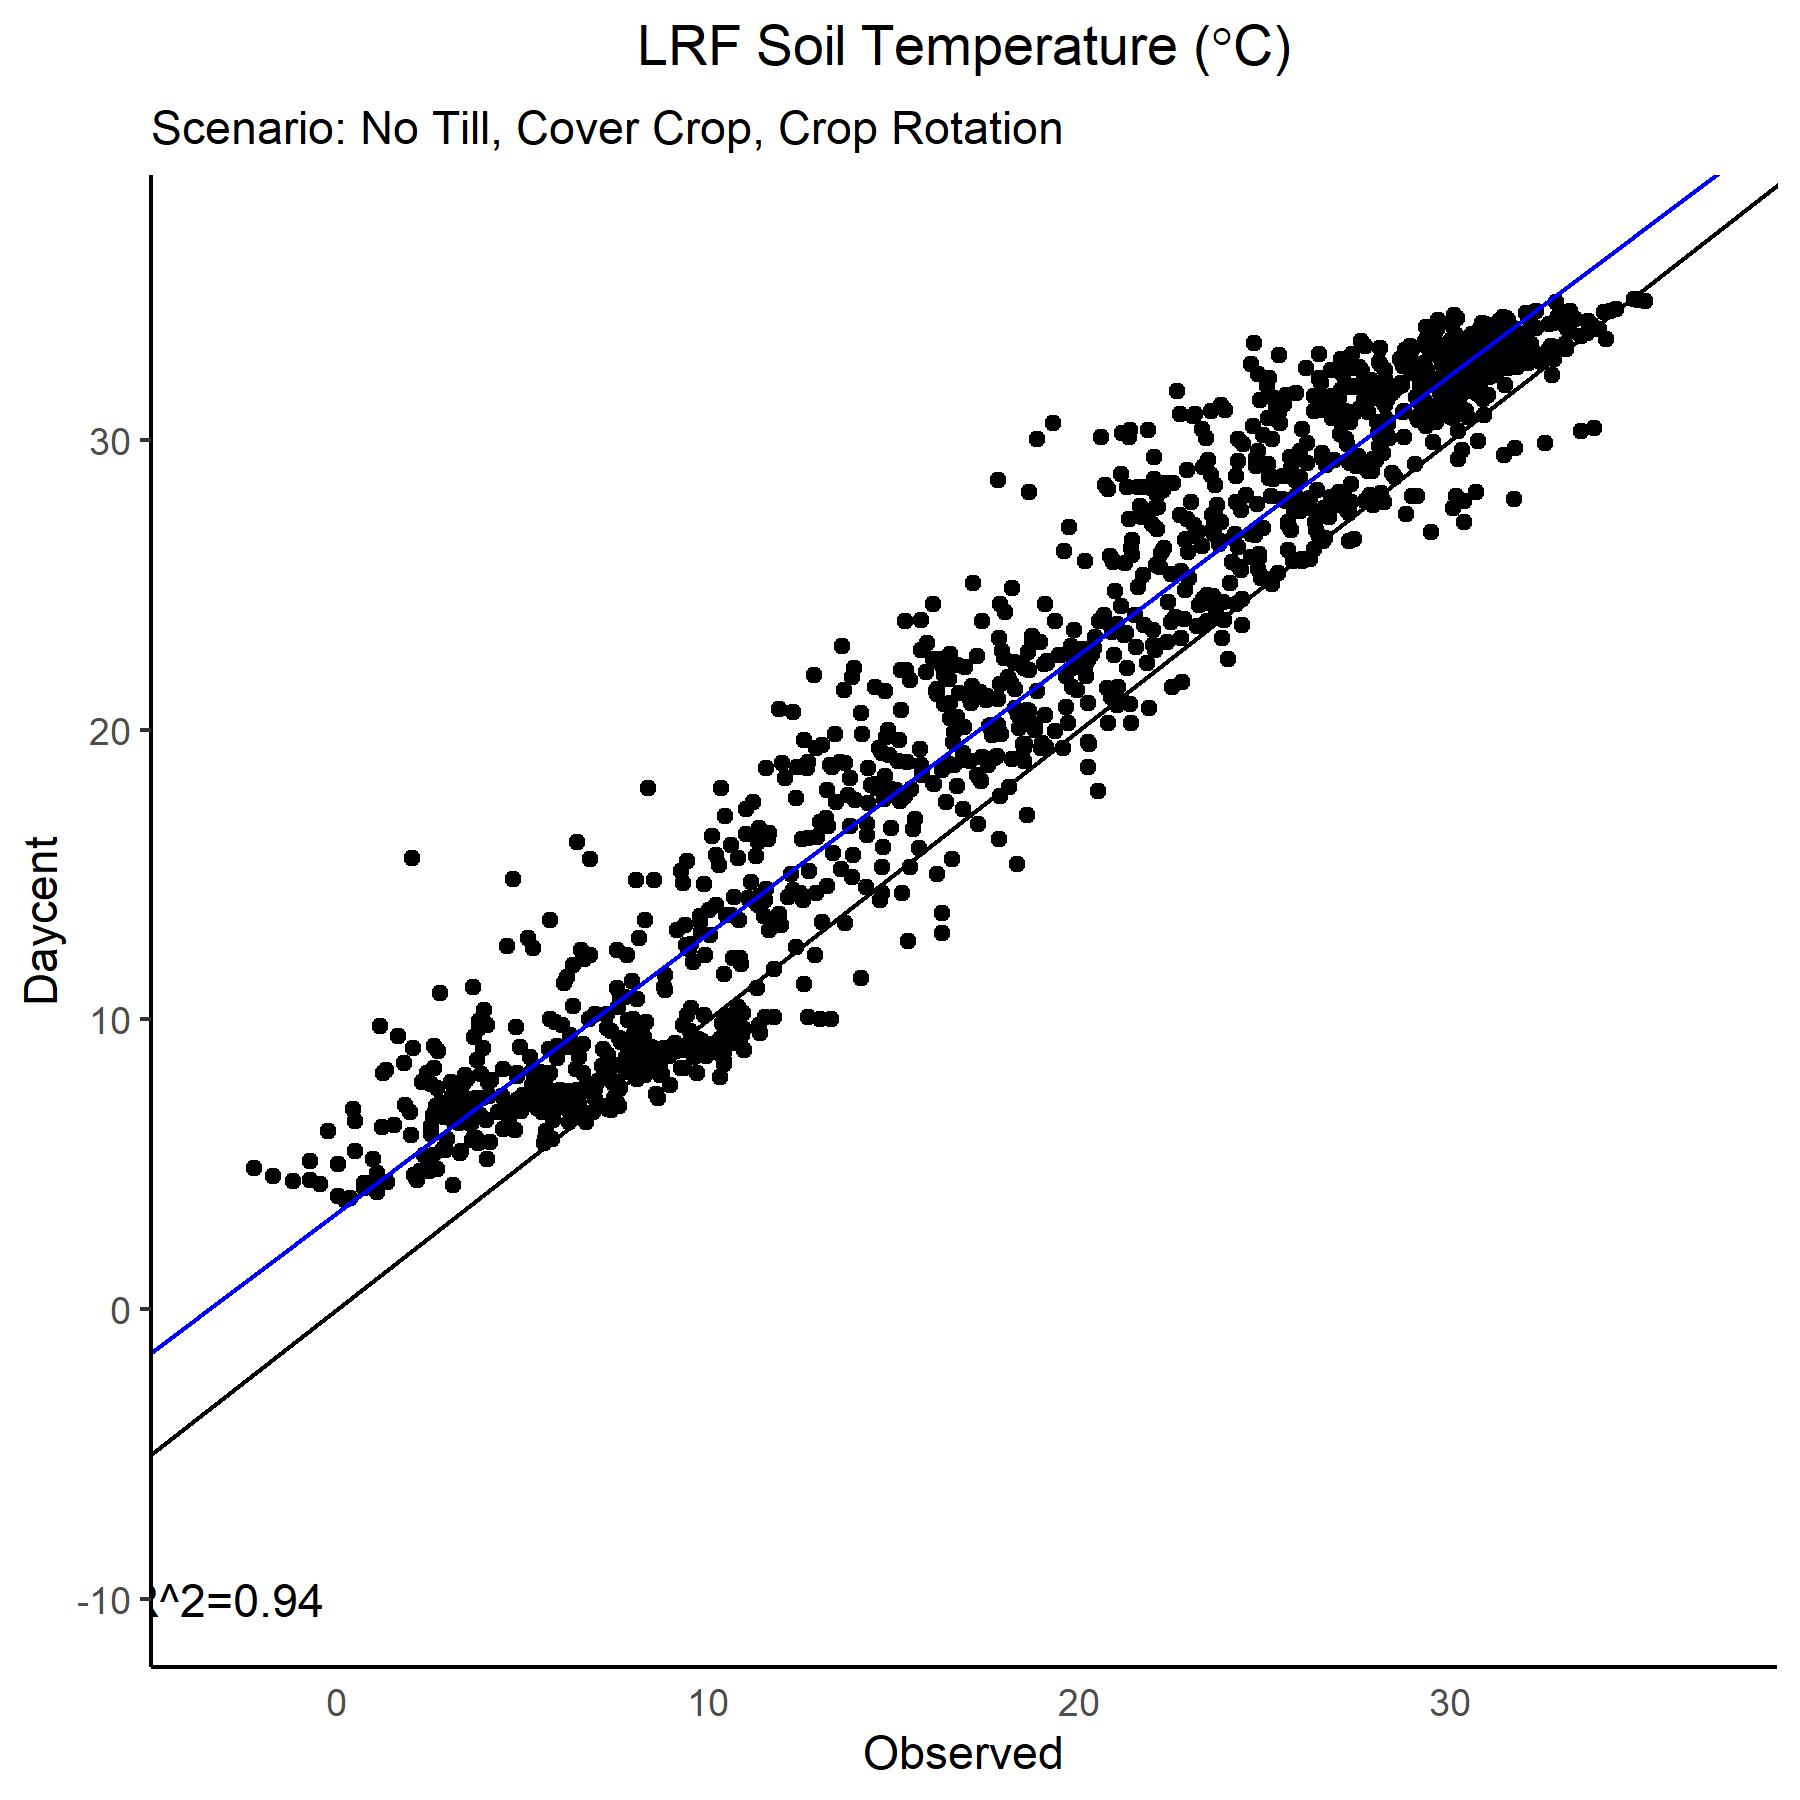 LRF Soil Temperature (°C)
Scenario: No Till, Cover Crop, Crop Rotation
Daycent
30
20
10
0
-10
^2=0.94
0 10 20 30
Observed